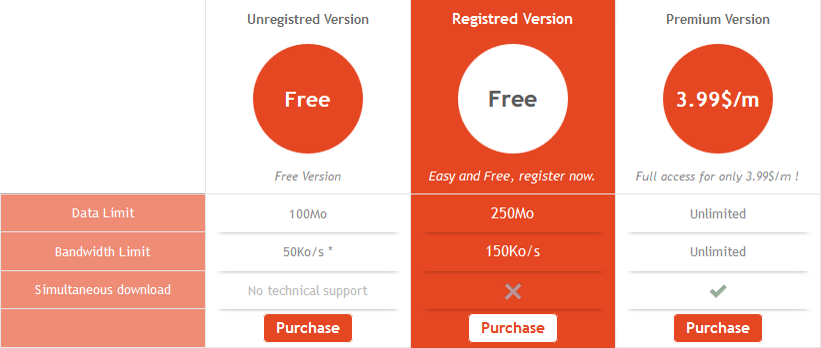 Unregistred Version
Registred Version
Premium Version
Free
Free
3.99$/m
Free Version
Easy and Free, register now.
Full access for only 3.99$/m !
Data Limit
100Mo
250Mo
Unlimited
Bandwidth Limit
50Ko/s *
150Ko/s
Unlimited
Simultaneous download
No technical support
Purchase
Purchase
Purchase